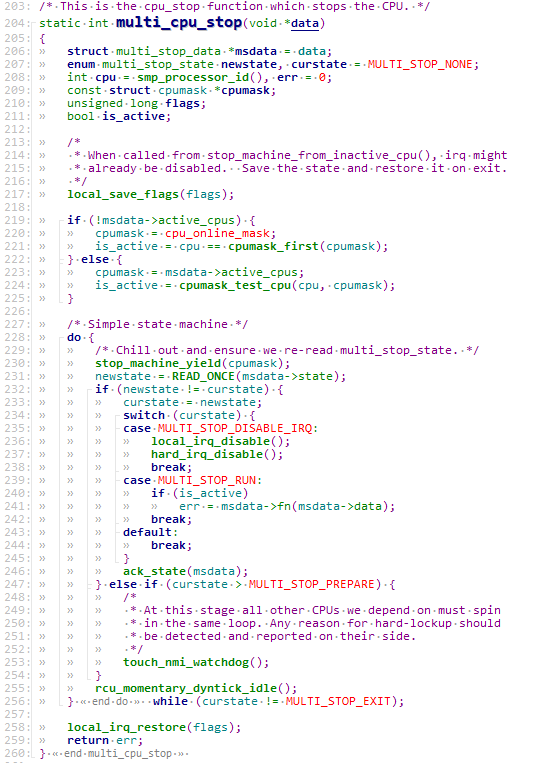 203: /* This is the cpu_stop function which stops the CPU. */
204: static int multi_cpu_stop(void *data)
205: {
206: » struct multi_stop_data *msdata = data;
207: » enum multi_stop_state newstate, curstate = MULTI_STOP_NONE;
208: » int cpu = smp_processor_id(), err = 0;
209: » const struct cpumask *cpumask;
210: » unsigned long flags;
211: » bool is_active;
212:
213: » /*
214: » * When called from stop_machine_from_inactive_cpu(), irq might
215: » * already be disabled. Save the state and restore it on exit.
216: » */
217: » local_save_flags(flags);
218:
219: » if (!msdata->active_cpus) {
220: » » cpumask = cpu_online_mask;
221: » » is_active = cpu == cpumask_first(cpumask);
222: » } else {
223: » » cpumask = msdata->active_cpus;
224: » » is_active = cpumask_test_cpu(cpu, cpumask);
225: » }
226:
227: » /* Simple state machine */
228: » do {
229: » » /* Chill out and ensure we re-read multi_stop_state. */
230: » » stop_machine_yield(cpumask);
231: » » newstate = READ_ONCE(msdata->state);
232: » » if (newstate != curstate) {
233: » » » curstate = newstate;
234: » » » switch (curstate) {
235: » » » case MULTI_STOP_DISABLE_IRQ:
236: » » » » local_irq_disable();
237: » » » » hard_irq_disable();
238: » » » » break;
239: » » » case MULTI_STOP_RUN:
240: » » » » if (is_active)
241: » » » » » err = msdata->fn(msdata->data);
242: » » » » break;
243: » » » default:
244: » » » » break;
245: » » » }
246: » » » ack_state(msdata);
247: » » } else if (curstate > MULTI_STOP_PREPARE) {
248: » » » /*
249: » » » * At this stage all other CPUs we depend on must spin
250: » » » * in the same loop. Any reason for hard-lockup should
251: » » » * be detected and reported on their side.
252: » » » */
253: » » » touch_nmi_watchdog();
254: » » }
255: » » rcu_momentary_dyntick_idle();
256: » } « end do » while (curstate != MULTI_STOP_EXIT);
257:
258: » local_irq_restore(flags);
259: » return err;
260: } « end multi_cpu_stop »